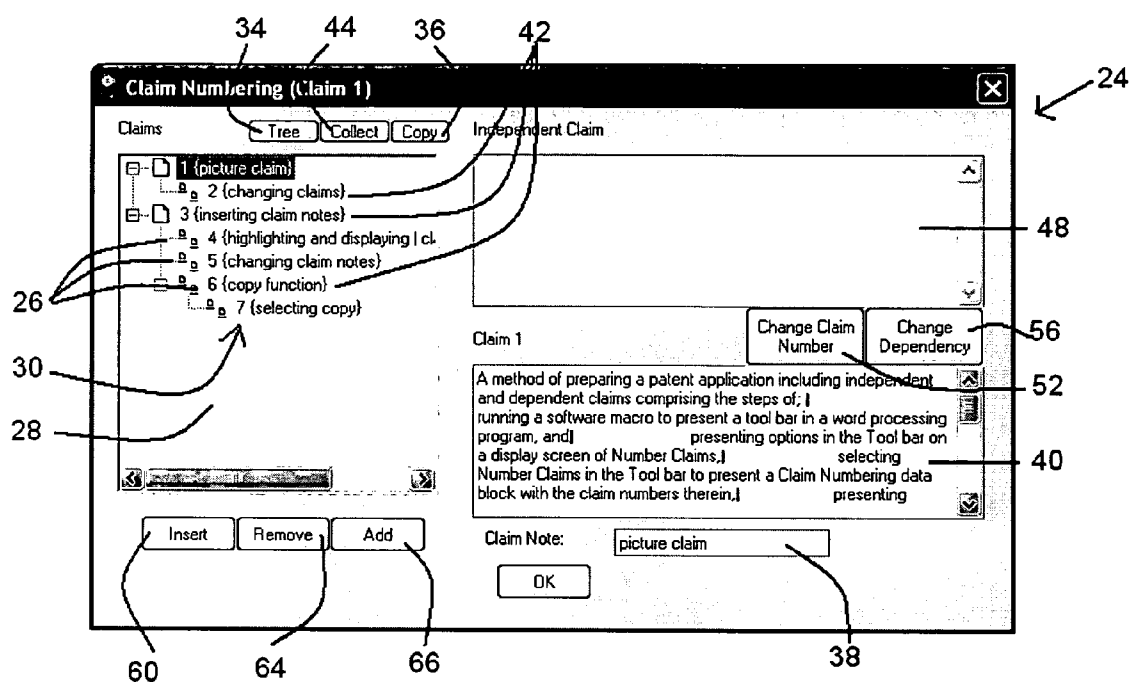 34 44 36 42
24
Claim Numbering (Claim 1)
Claims Tree Collect Copy Independent Claim
1 {picture claim}
2 {changing claims}
3 {inserting claim notes}
4 {highlighting and displaying | cl
5 {changing claim notes}
6 {copy function}
7 {selecting copy}
26
30
28
48
Claim 1
Change Claim
Number
Change
Dependency
56
52
A method of preparing a patent application including independent
and dependent claims comprising the steps of;
running a software macro to present a tool bar in a word processing
program, and presenting options in the Tool bar on
a display screen of Number Claims, selecting
Number Claims in the Tool bar to present a Claim Numbering data
block with the claim numbers therein, presenting
40
Insert Remove Add
Claim Note: picture claim
OK
60 64 66 38